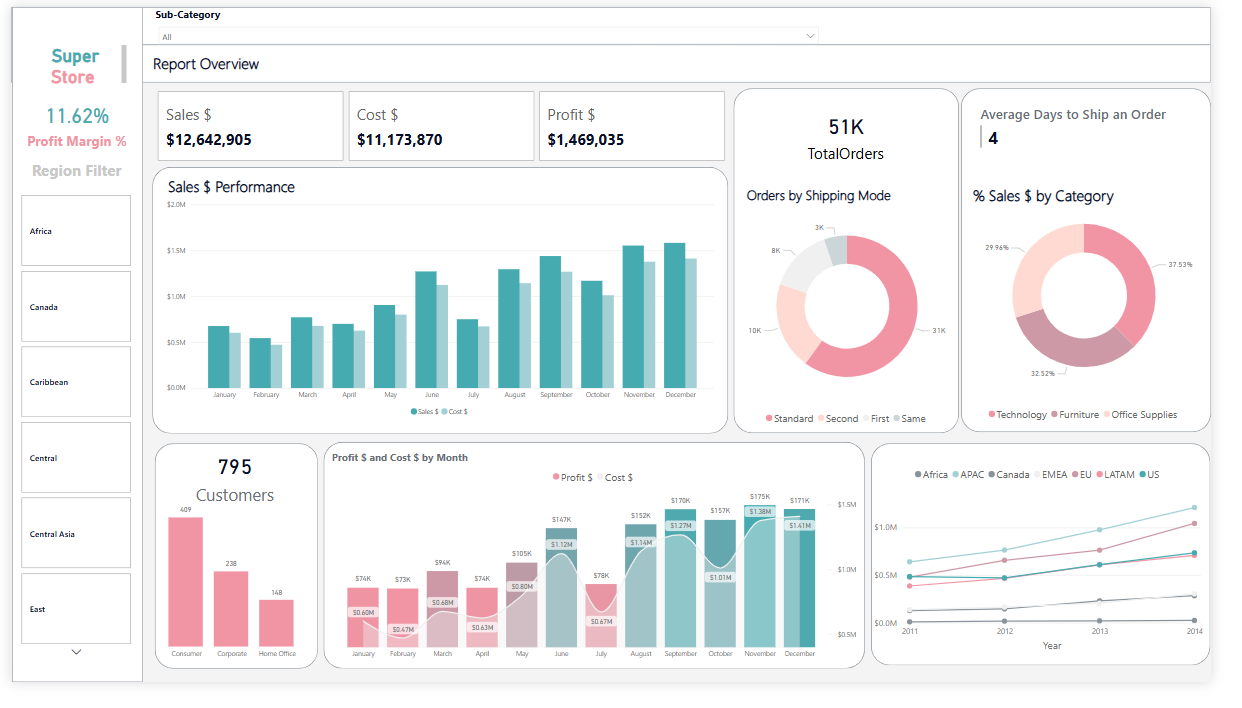 Sub-Category
All
Super
Store
11.62%
Profit Margin %
Region Filter
Africa
Canada
Caribbean
Central
Central Asia
East
Report Overview
Sales $
$12,642,905
Cost $
$11,173,870
Profit $
$1,469,035
Sales $ Performance
$2.0M
$1.5M
$1.0M
$0.5M
$0.0M
January February March April May June July August September October November December
Sales $ Cost $
51K
TotalOrders
Orders by Shipping Mode
3K
8K
10K
31K
Standard Second First Same
Average Days to Ship an Order
4
% Sales $ by Category
29.96%
37.53%
32.52%
Technology Furniture Office Supplies
795
Customers
409
238
148
Consumer Corporate Home Office
Profit $ and Cost $ by Month
Profit $ Cost $
$74K $73K $94K $74K $105K $147K $78K $152K $170K $157K $175K $171K
$0.60M $0.47M $0.68M $0.63M $0.80M $1.12M $0.67M $1.14M $1.27M $1.01M $1.38M $1.41M
$1.5M
$1.0M
$0.5M
January February March April May June July August September October November December
Africa APAC Canada EMEA EU LATAM US
$1.0M
$0.5M
$0.0M
2011 2012 2013 2014
Year